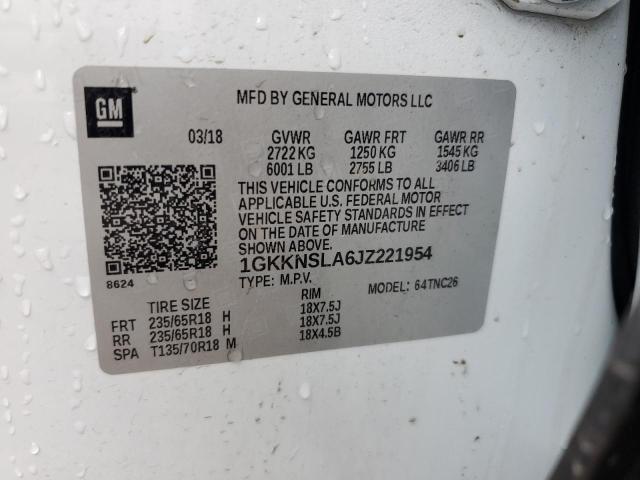 GM
MFD BY GENERAL MOTORS LLC
03/18 GVWR GAWR FRT GAWR RR
2722 KG 1250 KG 1545 KG
6001 LB 2755 LB 3406 LB
THIS VEHICLE CONFORMS TO ALL
APPLICABLE U.S. FEDERAL MOTOR
VEHICLE SAFETY STANDARDS IN EFFECT
ON THE DATE OF MANUFACTURE
SHOWN ABOVE.
1GKKNSLA6JZ221954
8624
TYPE: M.P.V. MODEL: 64TNC26
TIRE SIZE RIM
FRT 235/65R18 H 18X7.5J
RR 235/65R18 H 18X7.5J
SPA T135/70R18 M 18X4.5B